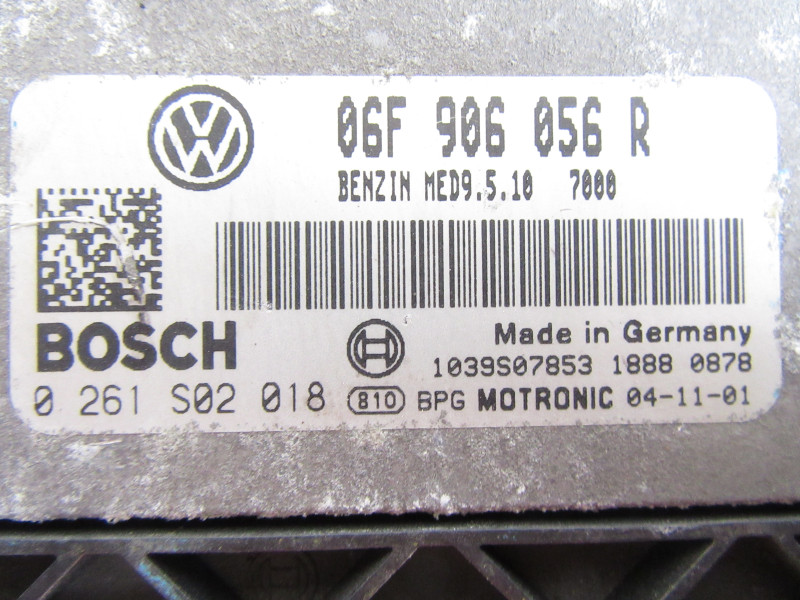 06F 906 056 R
BENZIN MED9.5.10 7000
BOSCH
Made in Germany
1039S07853 1888 0878
0 261 S02 018 810 BPG MOTRONIC 04-11-01